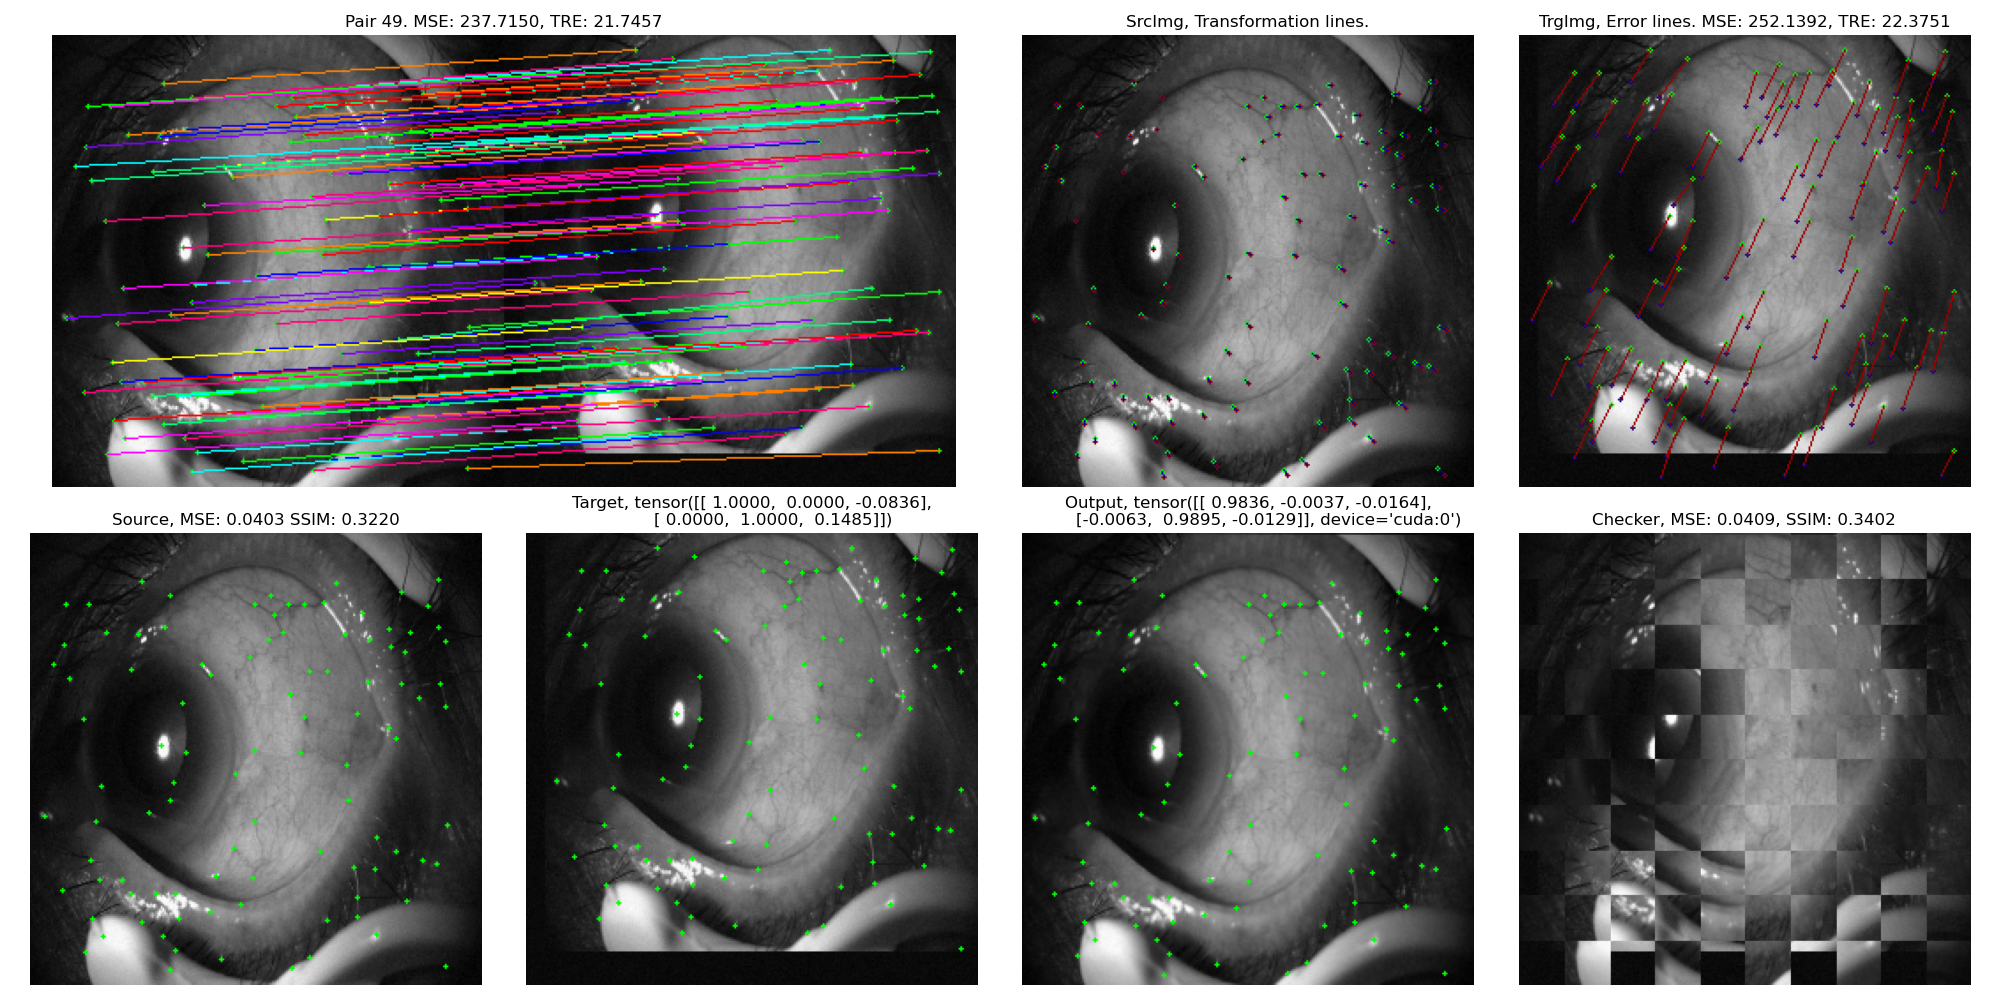 Pair 49. MSE: 237.7150, TRE: 21.7457
SrcImg, Transformation lines.
TrgImg, Error lines. MSE: 252.1392, TRE: 22.3751
Source, MSE: 0.0403 SSIM: 0.3220
Target, tensor([[ 1.0000,  0.0000, -0.0836],
[ 0.0000,  1.0000,  0.1485]])
Output, tensor([[ 0.9836, -0.0037, -0.0164],
[-0.0063,  0.9895, -0.0129]], device='cuda:0')
Checker, MSE: 0.0409, SSIM: 0.3402